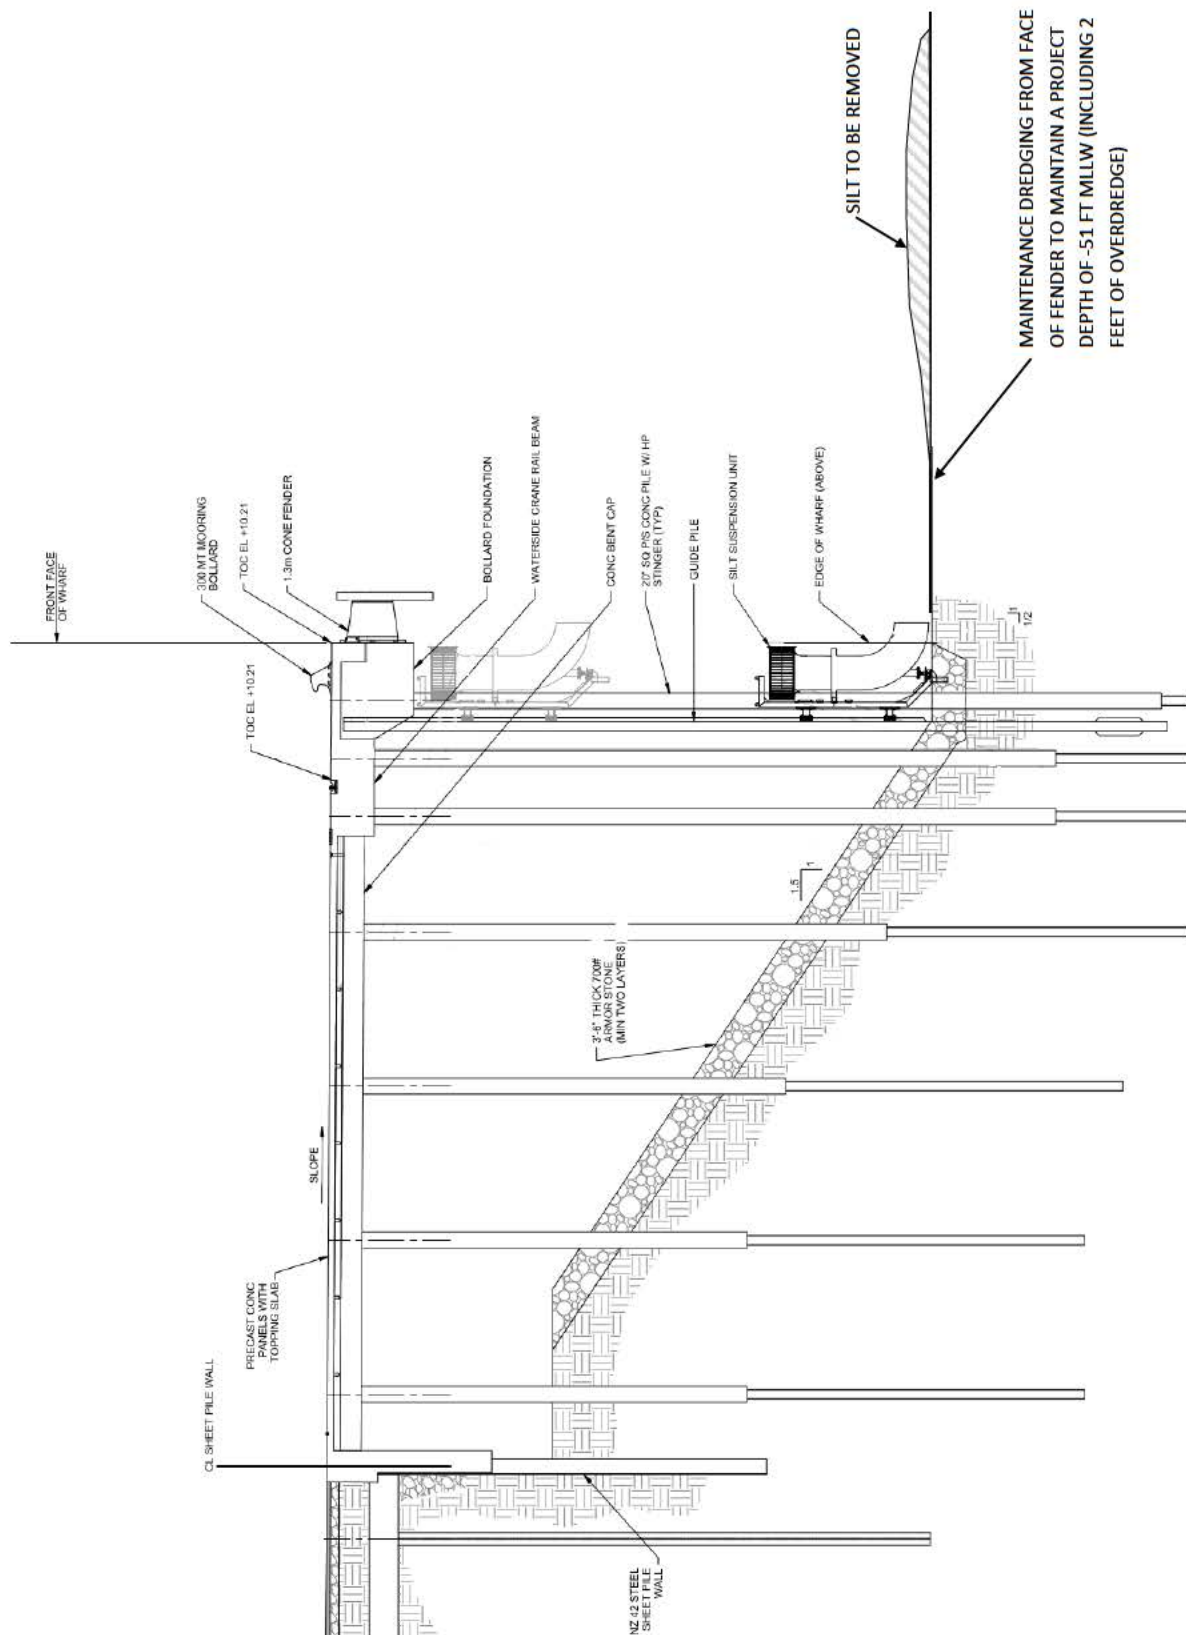 FRONT FACE
OF WHARF
300 MT MOORING
BOLLARD
TOC EL +10.21
1.3m CONE FENDER
TOC EL +10.21
BOLLARD FOUNDATION
WATERSIDE CRANE RAIL BEAM
CONC BENT CAP
20" SQ P/S CONC PILE W/ HP
STINGER (TYP)
GUIDE PILE
SILT SUSPENSION UNIT
EDGE OF WHARF (ABOVE)
SILT TO BE REMOVED
MAINTENANCE DREDGING FROM FACE
OF FENDER TO MAINTAIN A PROJECT
DEPTH OF -51 FT MLLW (INCLUDING 2
FEET OF OVERDREDGE)
1
1/2
1.5
1
3'-6" THICK 700#
ARMOR STONE
(MIN TWO LAYERS)
SLOPE
PRECAST CONC
PANELS WITH
TOPPING SLAB
CL SHEET PILE WALL
NZ 42 STEEL
SHEET PILE
WALL